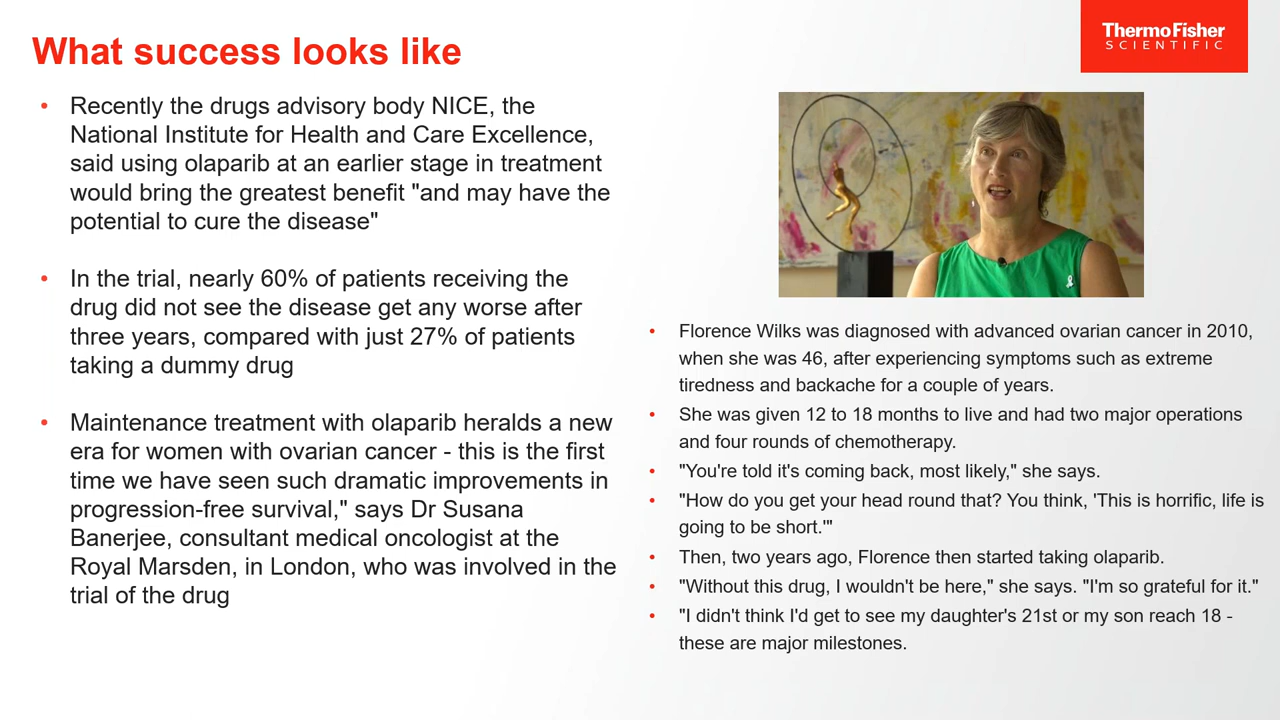 What success looks like
ThermoFisher
SCIENTIFIC
• Recently the drugs advisory body NICE, the
National Institute for Health and Care Excellence,
said using olaparib at an earlier stage in treatment
would bring the greatest benefit "and may have the
potential to cure the disease"
• In the trial, nearly 60% of patients receiving the
drug did not see the disease get any worse after
three years, compared with just 27% of patients
taking a dummy drug
• Maintenance treatment with olaparib heralds a new
era for women with ovarian cancer - this is the first
time we have seen such dramatic improvements in
progression-free survival," says Dr Susana
Banerjee, consultant medical oncologist at the
Royal Marsden, in London, who was involved in the
trial of the drug
• Florence Wilks was diagnosed with advanced ovarian cancer in 2010,
when she was 46, after experiencing symptoms such as extreme
tiredness and backache for a couple of years.
• She was given 12 to 18 months to live and had two major operations
and four rounds of chemotherapy.
• "You're told it's coming back, most likely," she says.
• "How do you get your head round that? You think, 'This is horrific, life is
going to be short.'"
• Then, two years ago, Florence then started taking olaparib.
• "Without this drug, I wouldn't be here," she says. "I'm so grateful for it."
• "I didn't think I'd get to see my daughter's 21st or my son reach 18 -
these are major milestones.